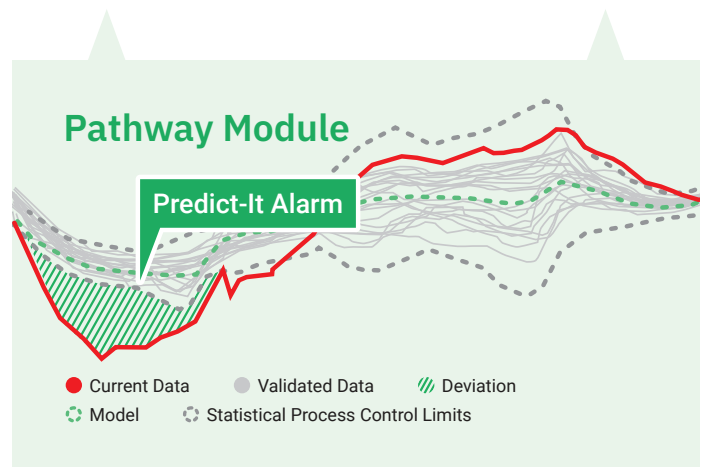 Pathway Module
Predict-It Alarm
Current Data Validated Data Deviation
Model Statistical Process Control Limits